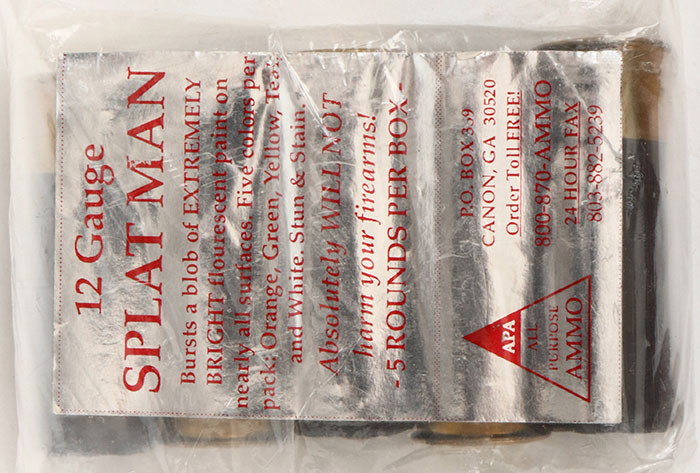 12 Gauge
SPLAT MAN
Bursts a blob of EXTREMELY
BRIGHT flourescent paint on
nearly all surfaces. Five colors per
pack; Orange, Green, Yellow, Teal,
and White. Stun & Stain.
Absolutely WILL NOT
harm your firearms!
- 5 ROUNDS PER BOX -
P.O. BOX 339
CANON, GA 30520
Order TollFREE!
800-870-AMMO
24 HOUR FAX
803-882-5239
APA
ALL
PURPOSE
AMMO